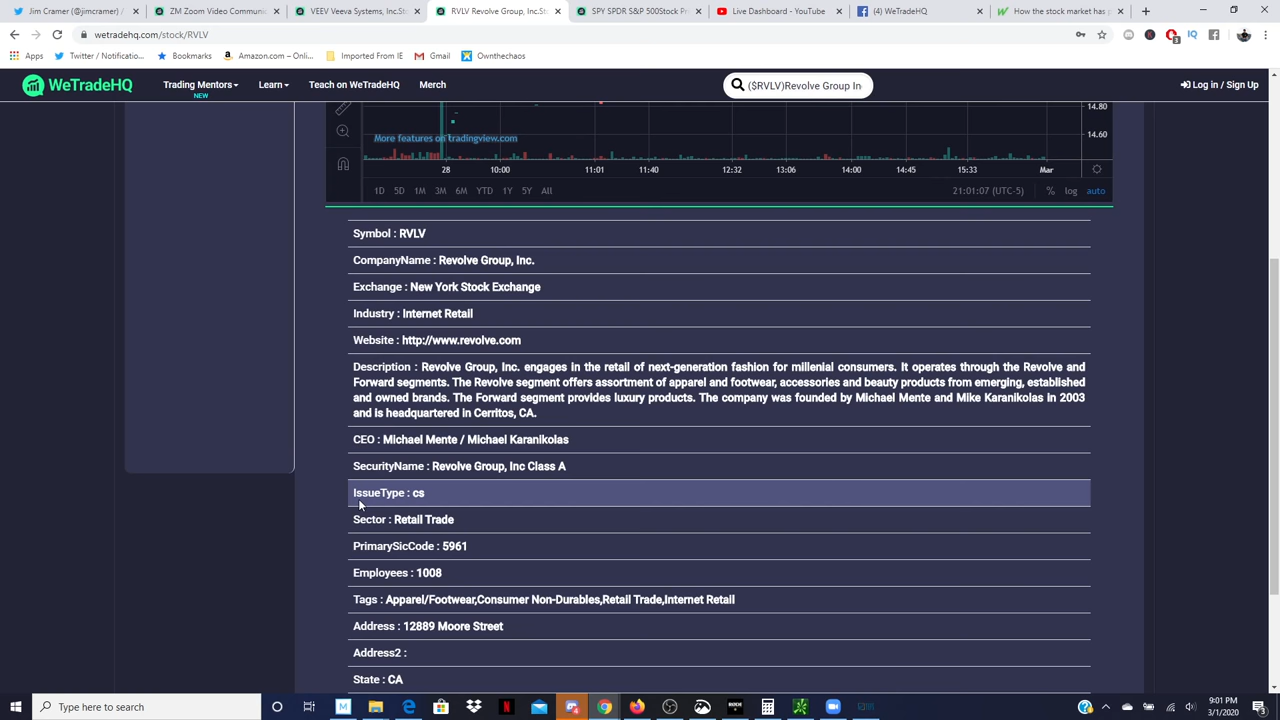 Jim Cramer (@jimcramer) /
ZM Zoom Video Communi
VEEV Veeva Systems, Inc.St
RVLV Revolve Group, Inc.St
SPY SPDR S&P 500Stock Pr
Live Dashboard - YouTube
(4) WeTradeHQ
How the stock market has p
wetradehq.com/stock/RVLV
3
Apps
Twitter / Notificatio...
Bookmarks
Amazon.com – Onli...
Imported From IE
Gmail
Ownthechaos
WeTradeHQ
Trading Mentors
NEW
Learn
Teach on WeTradeHQ
Merch
($RVLV)Revolve Group In
Log in / Sign Up
14.80
14.60
More features on tradingview.com
28 10:00 11:01 11:40 12:32 13:06 14:00 14:45 15:33 Mar
1D 5D 1M 3M 6M YTD 1Y 5Y All
21:01:07 (UTC-5) % log auto
Symbol : RVLV
CompanyName : Revolve Group, Inc.
Exchange : New York Stock Exchange
Industry : Internet Retail
Website : http://www.revolve.com
Description : Revolve Group, Inc. engages in the retail of next-generation fashion for millenial consumers. It operates through the Revolve and
Forward segments. The Revolve segment offers assortment of apparel and footwear, accessories and beauty products from emerging, established
and owned brands. The Forward segment provides luxury products. The company was founded by Michael Mente and Mike Karanikolas in 2003
and is headquartered in Cerritos, CA.
CEO : Michael Mente / Michael Karanikolas
SecurityName : Revolve Group, Inc Class A
IssueType : cs
Sector : Retail Trade
PrimarySicCode : 5961
Employees : 1008
Tags : Apparel/Footwear,Consumer Non-Durables,Retail Trade,Internet Retail
Address : 12889 Moore Street
Address2 :
State : CA
Type here to search
9:01 PM
3/1/2020